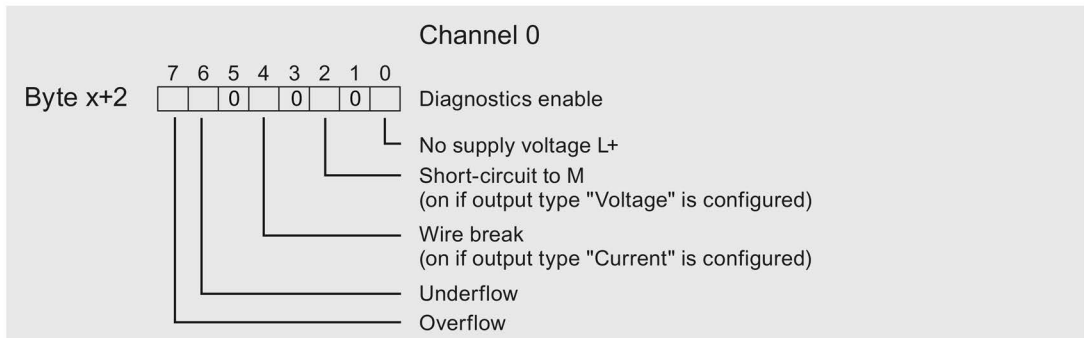 Channel 0
7 6 5 4 3 2 1 0
Byte x+2 0 0 0 Diagnostics enable
No supply voltage L+
Short-circuit to M
(on if output type "Voltage" is configured)
Wire break
(on if output type "Current" is configured)
Underflow
Overflow